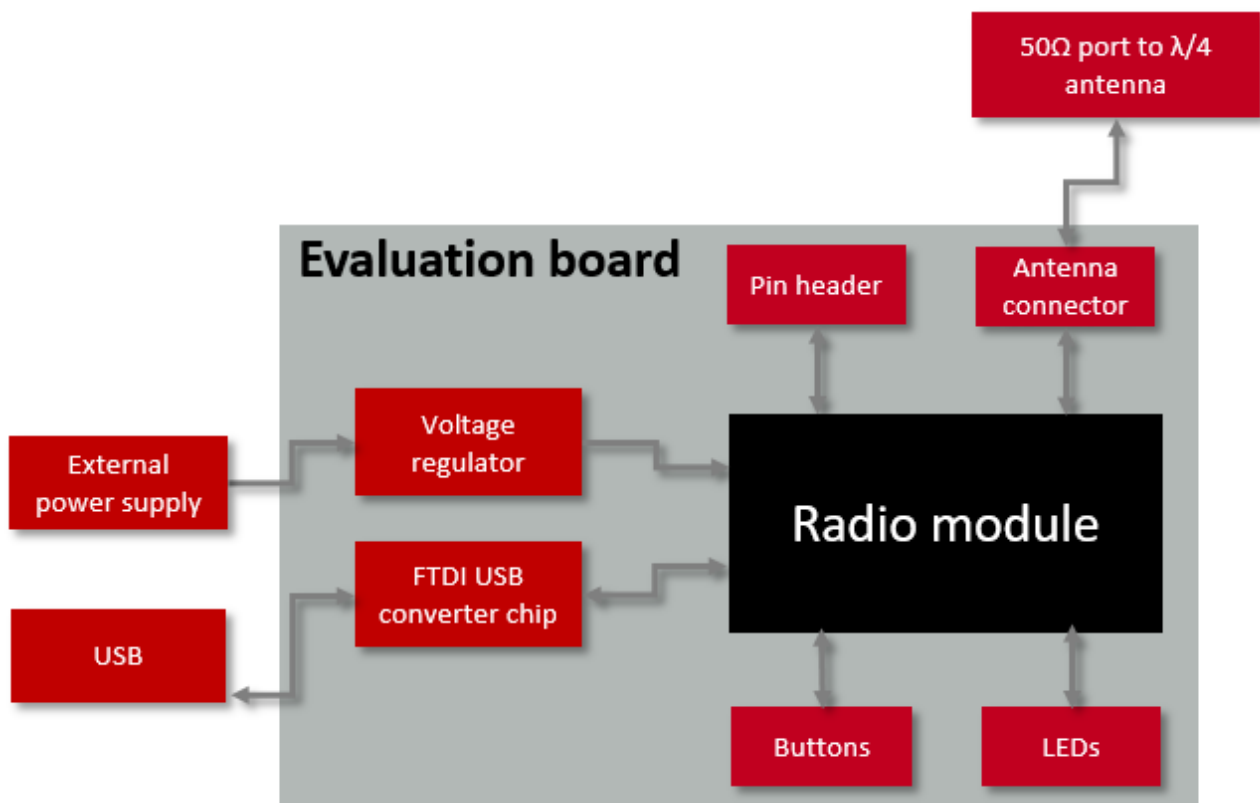 50Ω port to λ/4
antenna
Evaluation board
Pin header
Antenna
connector
Voltage
regulator
External
power supply
Radio module
FTDI USB
converter chip
USB
Buttons
LEDs